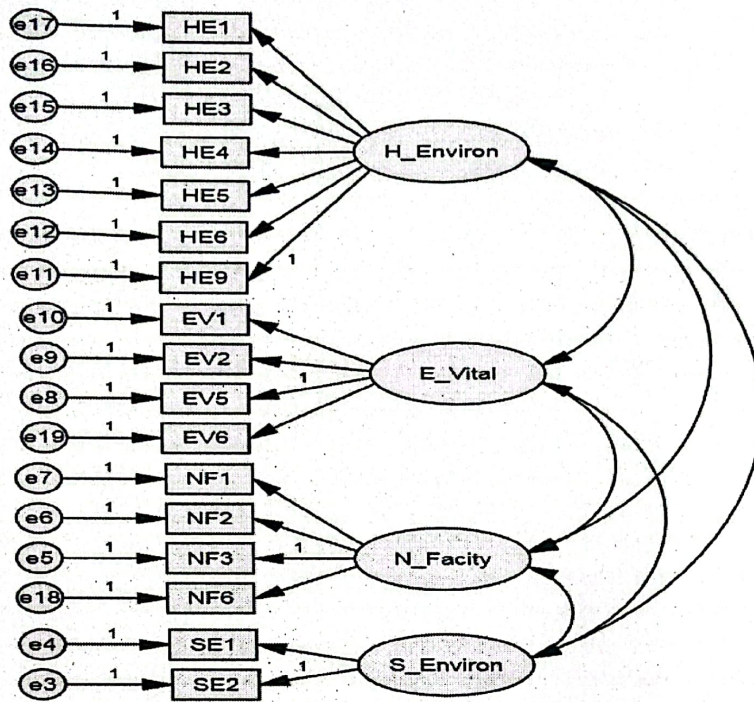 e17 1 HE1
e16 1 HE2
e15 1 HE3
e14 1 HE4 H_Environ
e13 1 HE5
e12 1 HE6
e11 1 HE9 1
e10 1 EV1
e9 1 EV2 E_Vital
e8 1 EV5 1
e19 1 EV6
e7 1 NF1
e6 1 NF2
e5 1 NF3 1 N_Facity
e18 1 NF6
e4 1 SE1 S_Environ
e3 1 SE2 1